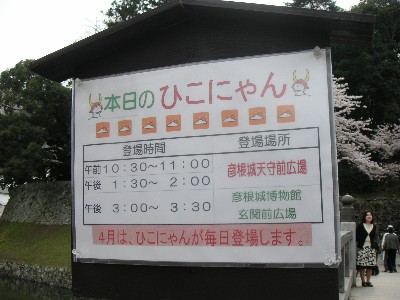 本日のひこにゃん
登場時間 登場場所
午前10:30～11:00 彦根城天守前広場
午後 1:30～ 2:00
午後 3:00～ 3:30 彦根城博物館
玄関前広場
4月は、ひこにゃんが毎日登場します。